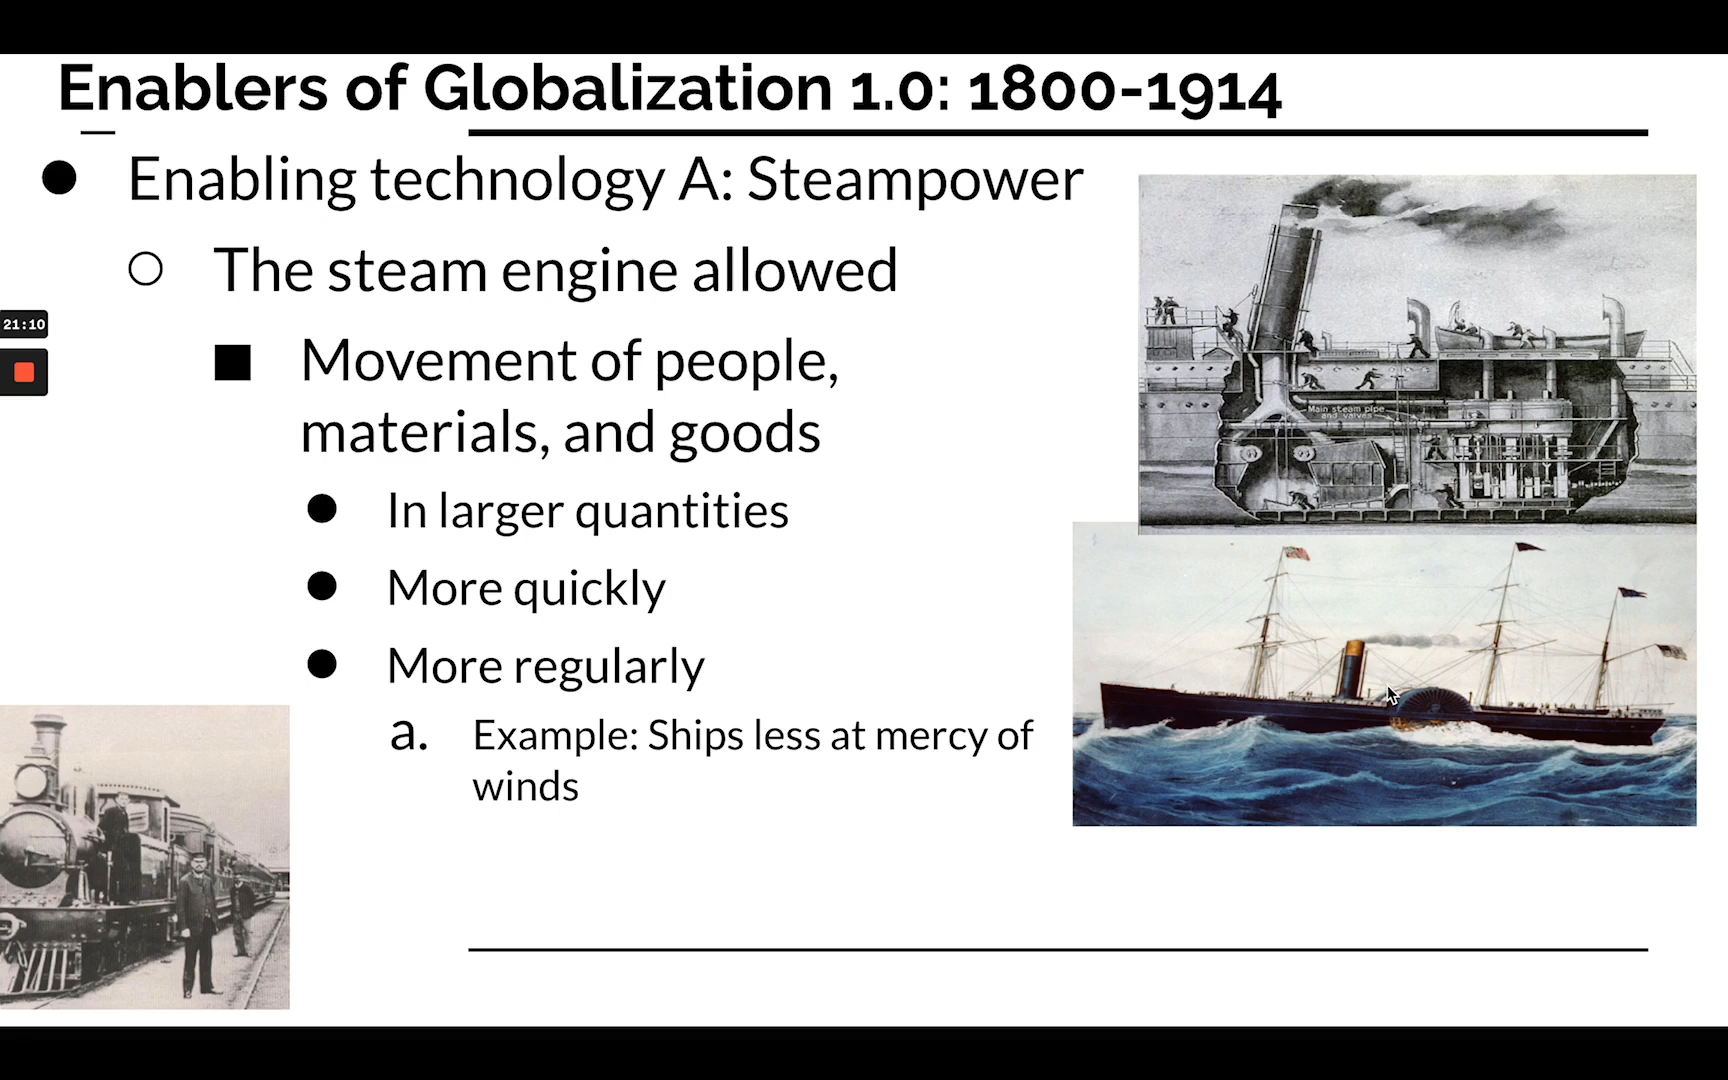 Enablers of Globalization 1.0: 1800-1914
Enabling technology A: Steampower
The steam engine allowed
Movement of people,
materials, and goods
In larger quantities
More quickly
More regularly
a. Example: Ships less at mercy of
winds
21:10
Main steam pipe
and valves